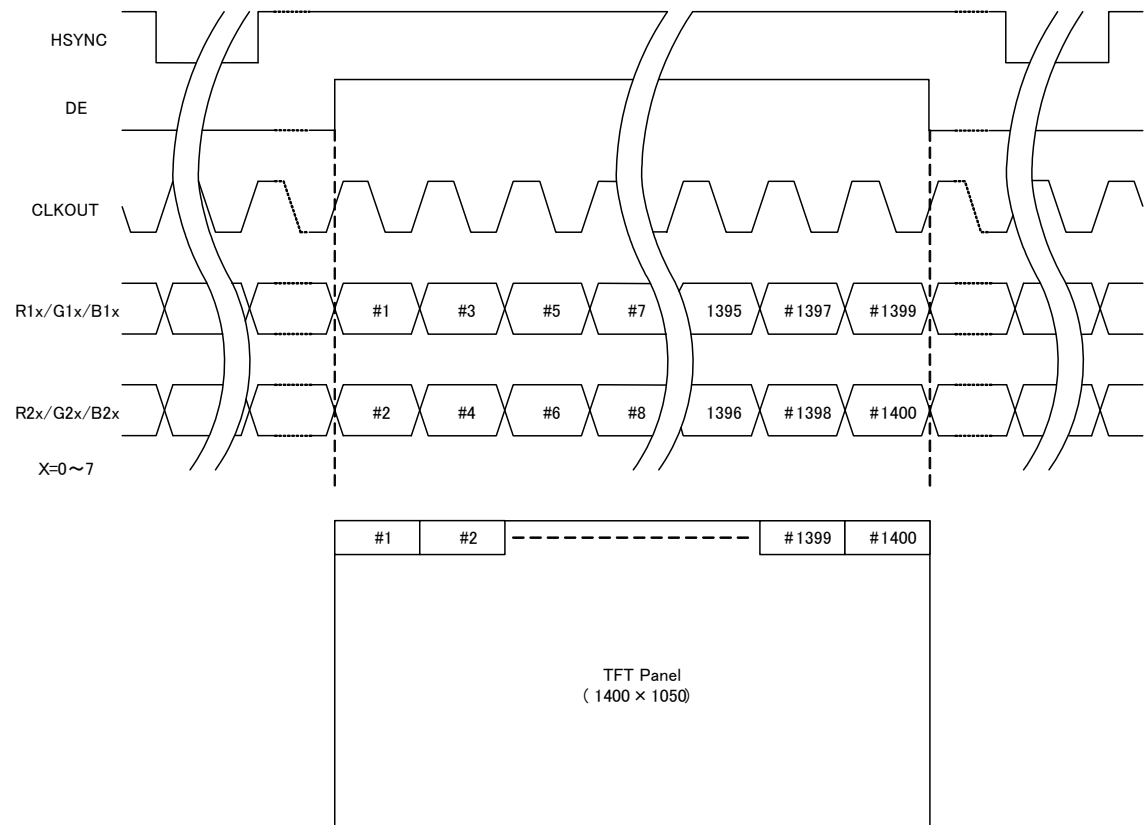 HSYNC
DE
CLKOUT
R1x/G1x/B1x #1 #3 #5 #7 1395 #1397 #1399
R2x/G2x/B2x #2 #4 #6 #8 1396 #1398 #1400
X=0～7
#1 #2 #1399 #1400
TFT Panel
( 1400 × 1050)